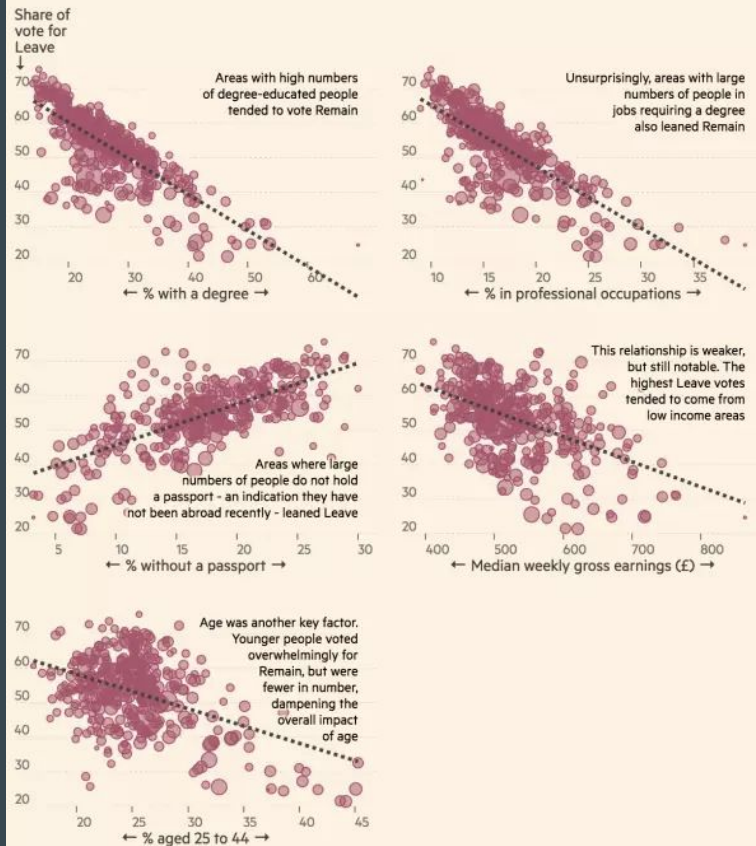 Share of
vote for
Leave
↓
70
60
50
40
30
20
Areas with high numbers
of degree-educated people
tended to vote Remain
20 30 40 50 60
← % with a degree →
70
60
50
40
30
20
Unsurprisingly, areas with large
numbers of people in
jobs requiring a degree
also leaned Remain
10 15 20 25 30 35
← % in professional occupations →
70
60
50
40
30
20
Areas where large
numbers of people do not hold
a passport - an indication they have
not been abroad recently - leaned Leave
5 10 15 20 25 30
← % without a passport →
70
60
50
40
30
20
This relationship is weaker,
but still notable. The
highest Leave votes
tended to come from
low income areas
400 500 600 700 800
← Median weekly gross earnings (£) →
70
60
50
40
30
20
Age was another key factor.
Younger people voted
overwhelmingly for
Remain, but were
fewer in number,
dampening the
overall impact
of age
20 25 30 35 40 45
← % aged 25 to 44 →